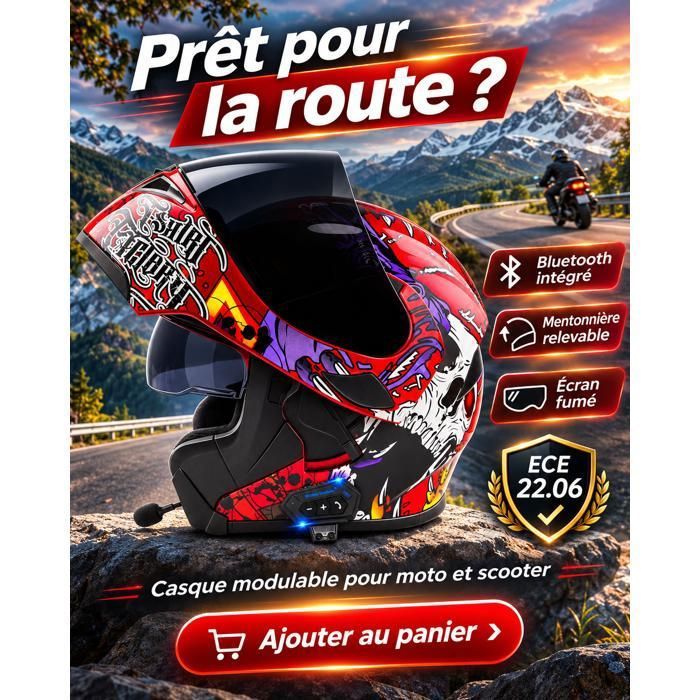 Prêt pour
la route ?
Bluetooth
intégré
Mentonnière
relevable
Écran
fumé
ECE
22.06
Casque modulable pour moto et scooter
Ajouter au panier